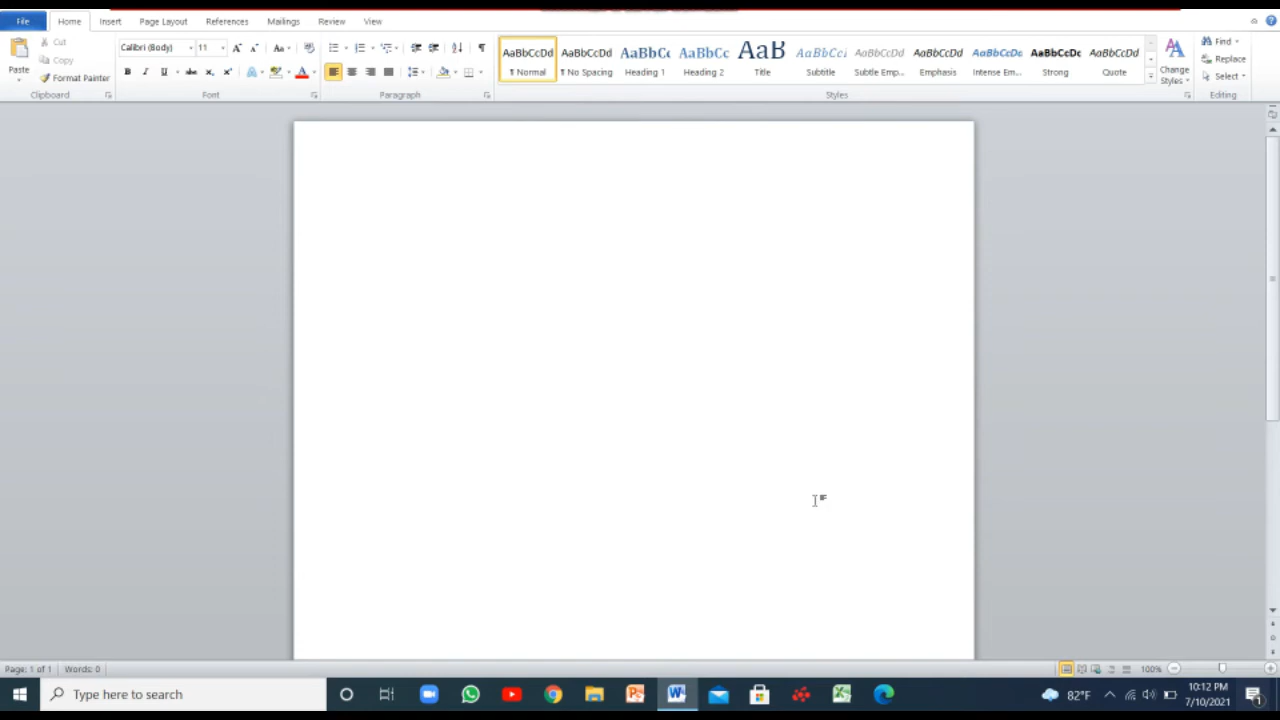 File Home Insert Page Layout References Mailings Review View
Cut
Copy
Format Painter
Paste
Clipboard
Calibri (Body) 11
Font
Paragraph
AaBbCcDd AaBbCcDd AaBbCc AaBbCc AaB AaBbCcI AaBbCcDd AaBbCcDd AaBbCcDc AaBbCcDc AaBbCcDd
¶ Normal ¶ No Spacing Heading 1 Heading 2 Title Subtitle Subtle Emp... Emphasis Intense Em... Strong Quote
Change
Styles
Styles
Find
Replace
Select
Editing
Page: 1 of 1 Words: 0
100%
Type here to search
82°F
10:12 PM
7/10/2021
1